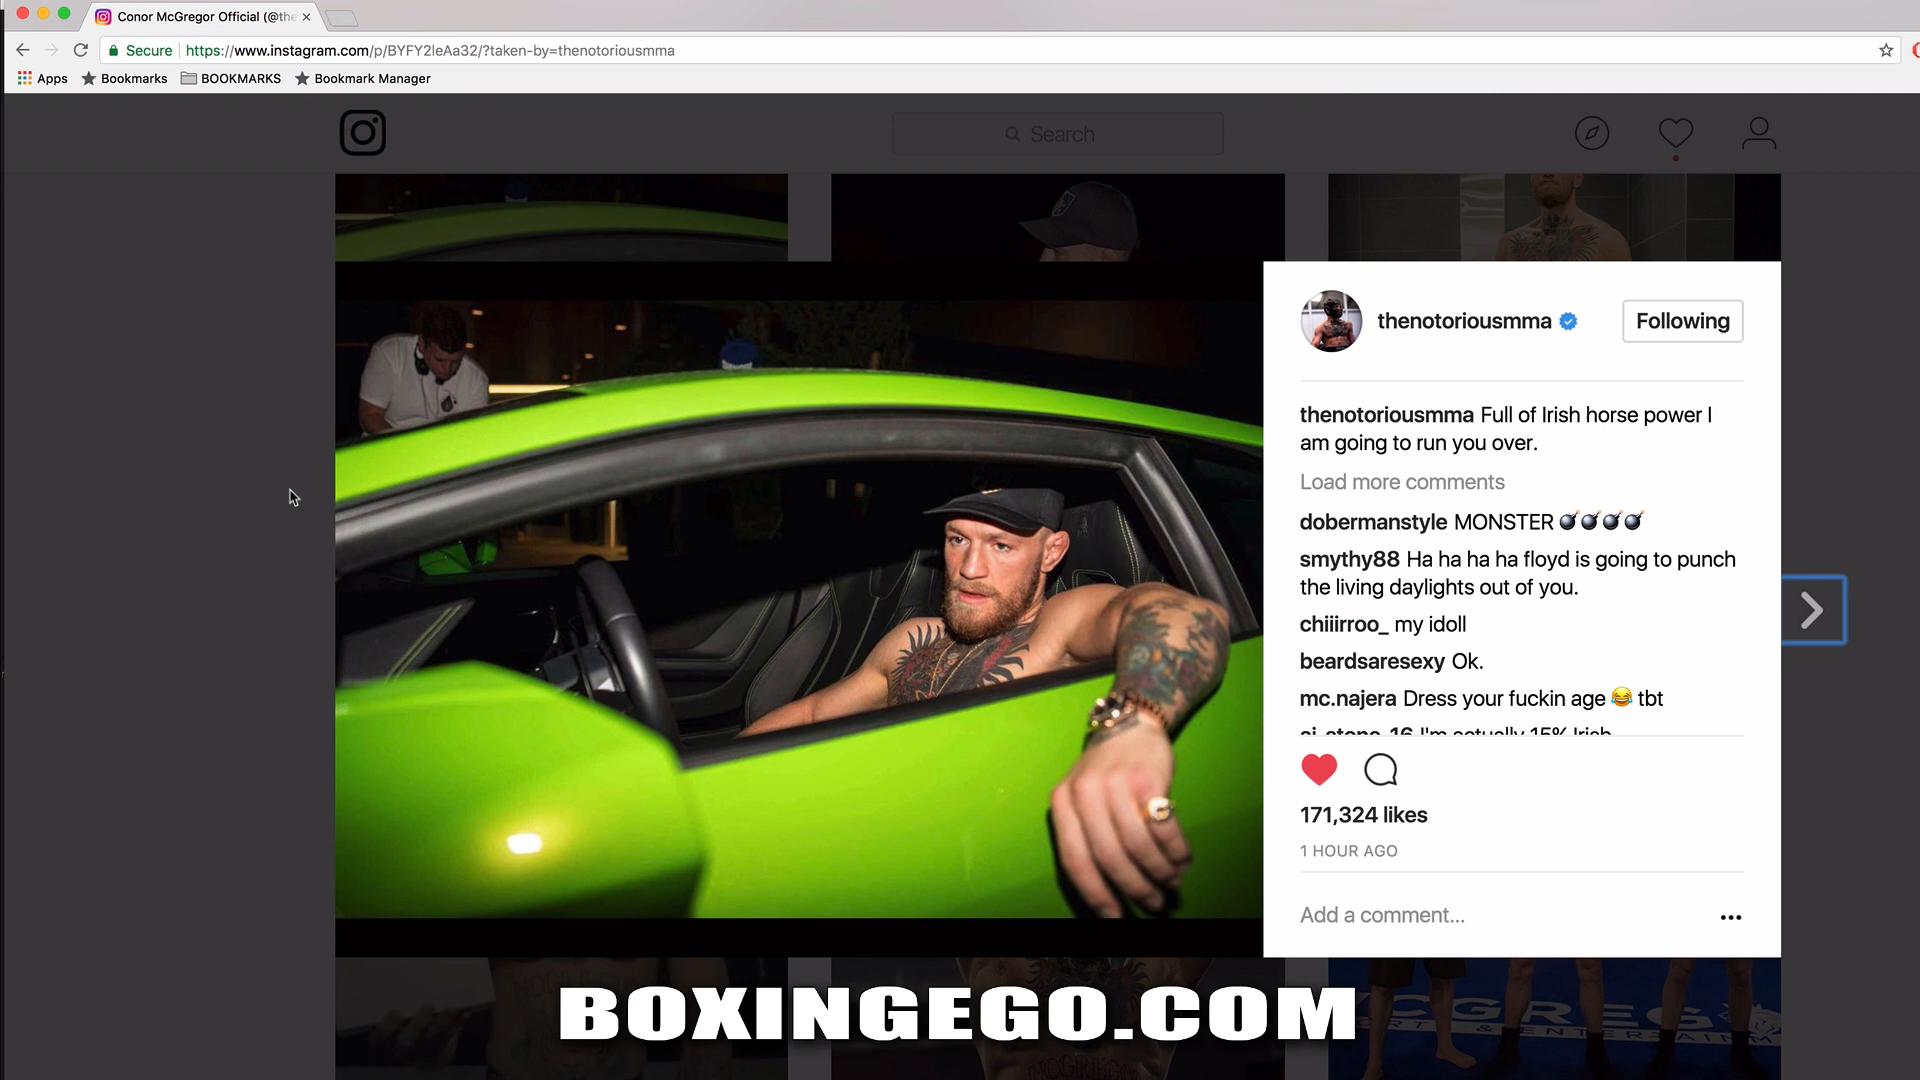 Conor McGregor Official (@the
Secure https://www.instagram.com/p/BYFY2leAa32/?taken-by=thenotoriousmma
Apps Bookmarks BOOKMARKS Bookmark Manager
Search
thenotoriousmma Following
thenotoriousmma Full of Irish horse power I
am going to run you over.
Load more comments
dobermanstyle MONSTER 💣💣💣💣
smythy88 Ha ha ha ha floyd is going to punch
the living daylights out of you.
chiiirroo_ my idoll
beardsaresexy Ok.
mc.najera Dress your fuckin age 😂 tbt
I'm actually 15% Irish
171,324 likes
1 HOUR AGO
Add a comment...
BOXINGEGO.COM